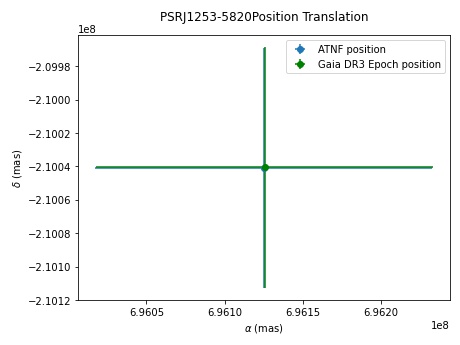 PSRJ1253-5820Position Translation
1e8
ATNF position
Gaia DR3 Epoch position
−2.0998
−2.1000
−2.1002
−2.1004
−2.1006
−2.1008
−2.1010
−2.1012
δ (mas)
6.9605 6.9610 6.9615 6.9620
1e8
α (mas)